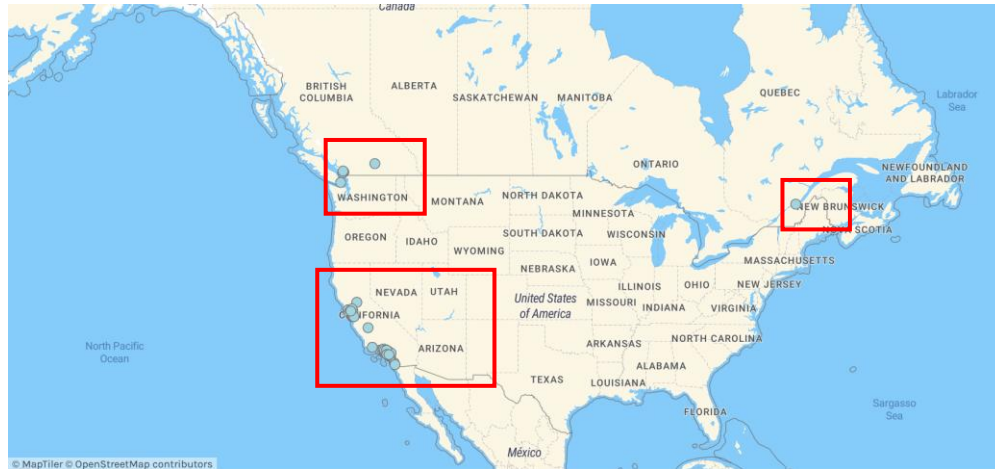 Canada
BRITISH
COLUMBIA
ALBERTA
SASKATCHEWAN
MANITOBA
QUEBEC
Labrador
Sea
ONTARIO
NEWFOUNDLAND
AND LABRADOR
WASHINGTON
MONTANA
NORTH DAKOTA
NEW BRUNSWICK
MINNESOTA
NOVA SCOTIA
OREGON
IDAHO
SOUTH DAKOTA
WISCONSIN
WYOMING
MASSACHUSETTS
NEBRASKA
IOWA
NEVADA
UTAH
ILLINOIS
OHIO
NEW JERSEY
United States
of America
MISSOURI
INDIANA
VIRGINIA
CALIFORNIA
North Pacific
Ocean
ARIZONA
ARKANSAS
NORTH CAROLINA
ALABAMA
TEXAS
LOUISIANA
FLORIDA
Sargasso
Sea
México
© MapTiler © OpenStreetMap contributors